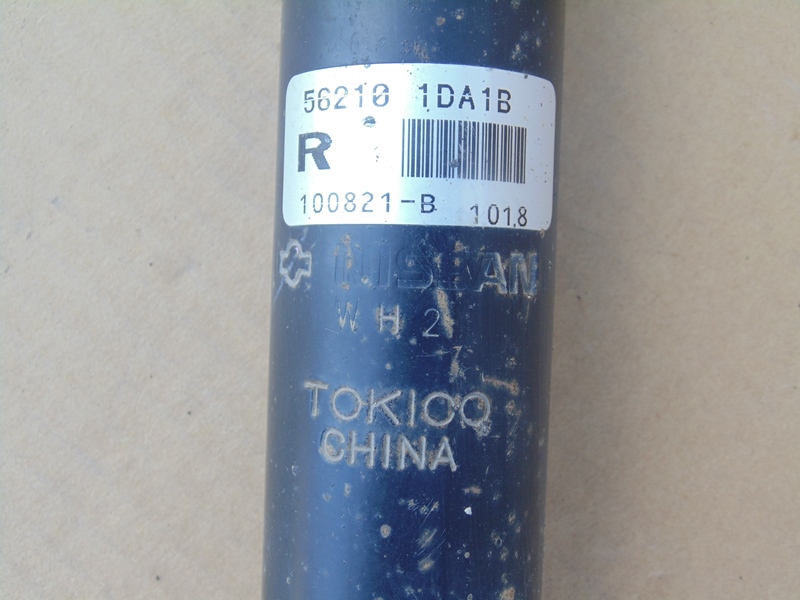 56210 1DA1B
R
100821-B 1018
NISSAN
WH2
TOKICO
CHINA